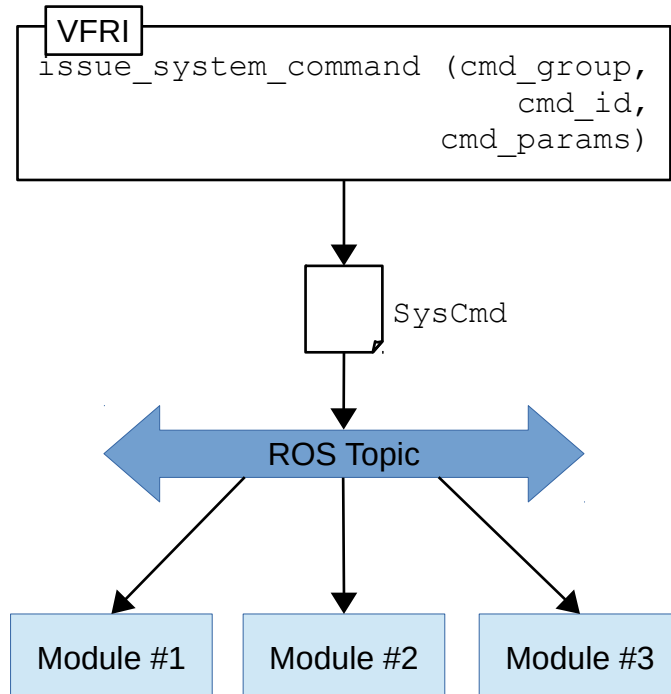 VFRI
issue_system_command (cmd_group,
cmd_id,
cmd_params)
SysCmd
ROS Topic
Module #1
Module #2
Module #3